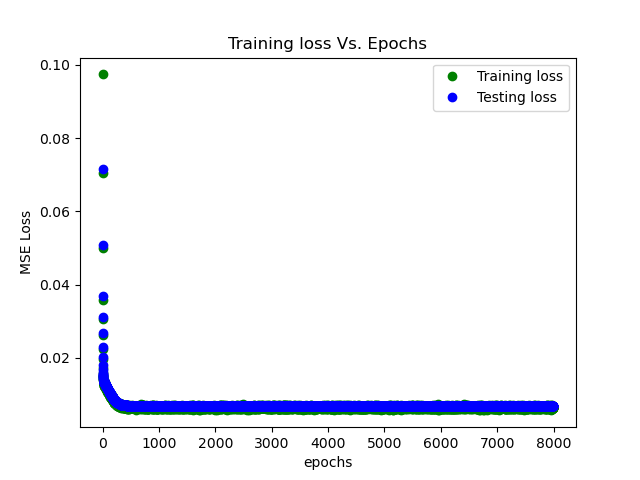 Training loss Vs. Epochs
Training loss
Testing loss
MSE Loss
0.10
0.08
0.06
0.04
0.02
0 1000 2000 3000 4000 5000 6000 7000 8000
epochs